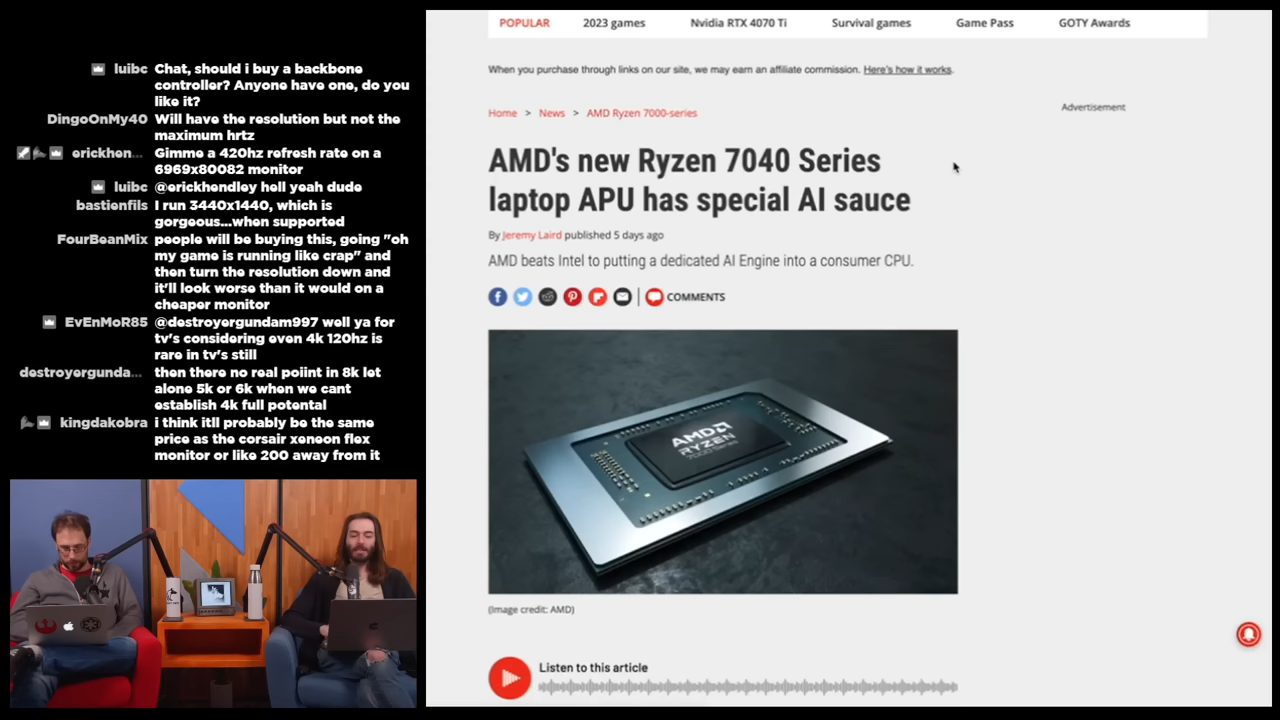 luibc Chat, should i buy a backbone
controller? Anyone have one, do you
like it?
DingoOnMy40 Will have the resolution but not the
maximum hrtz
erickhen... Gimme a 420hz refresh rate on a
6969x80082 monitor
luibc @erickhendley hell yeah dude
bastienfils I run 3440x1440, which is
gorgeous...when supported
FourBeanMix people will be buying this, going "oh
my game is running like crap" and
then turn the resolution down and
it'll look worse than it would on a
cheaper monitor
EvEnMoR85 @destroyergundam997 well ya for
tv's considering even 4k 120hz is
rare in tv's still
destroyergunda... then there no real poiint in 8k let
alone 5k or 6k when we cant
establish 4k full potental
kingdakobra i think itll probably be the same
price as the corsair xeneon flex
monitor or like 200 away from it
POPULAR 2023 games Nvidia RTX 4070 Ti Survival games Game Pass GOTY Awards
When you purchase through links on our site, we may earn an affiliate commission. Here's how it works.
Home > News > AMD Ryzen 7000-series
Advertisement
AMD's new Ryzen 7040 Series
laptop APU has special AI sauce
By Jeremy Laird published 5 days ago
AMD beats Intel to putting a dedicated AI Engine into a consumer CPU.
COMMENTS
AMD
RYZEN
7000 Series
(Image credit: AMD)
Listen to this article